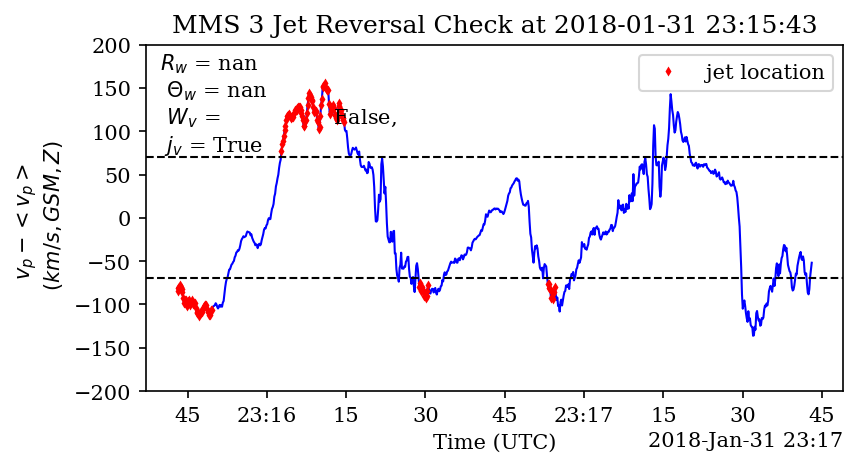 MMS 3 Jet Reversal Check at 2018-01-31 23:15:43
200
150
100
50
0
−50
−100
−150
−200
v_p − < v_p >
(km/s, GSM, Z)
R_w = nan
Θ_w = nan
W_v = False,
j_v = True
jet location
45 23:16 15 30 45 23:17 15 30 45
Time (UTC)
2018-Jan-31 23:17